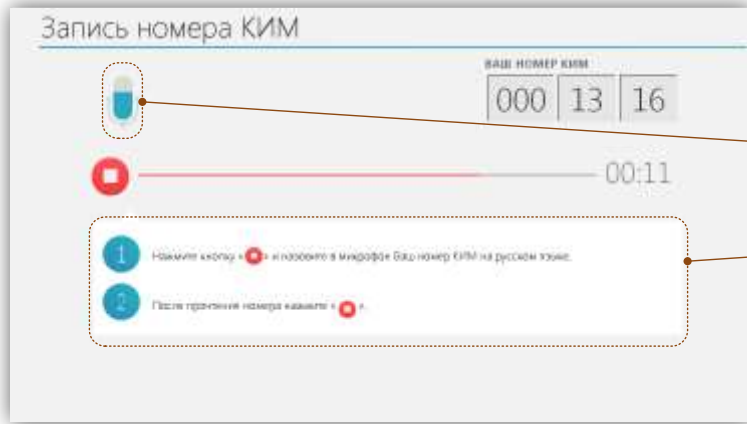 Запись номера КИМ
ВАШ НОМЕР КИМ
000 13 16
00:11
1 Нажмите кнопку « » и назовите в микрофон Ваш номер КИМ на русском языке.
2 После прочтения номера нажмите « ».